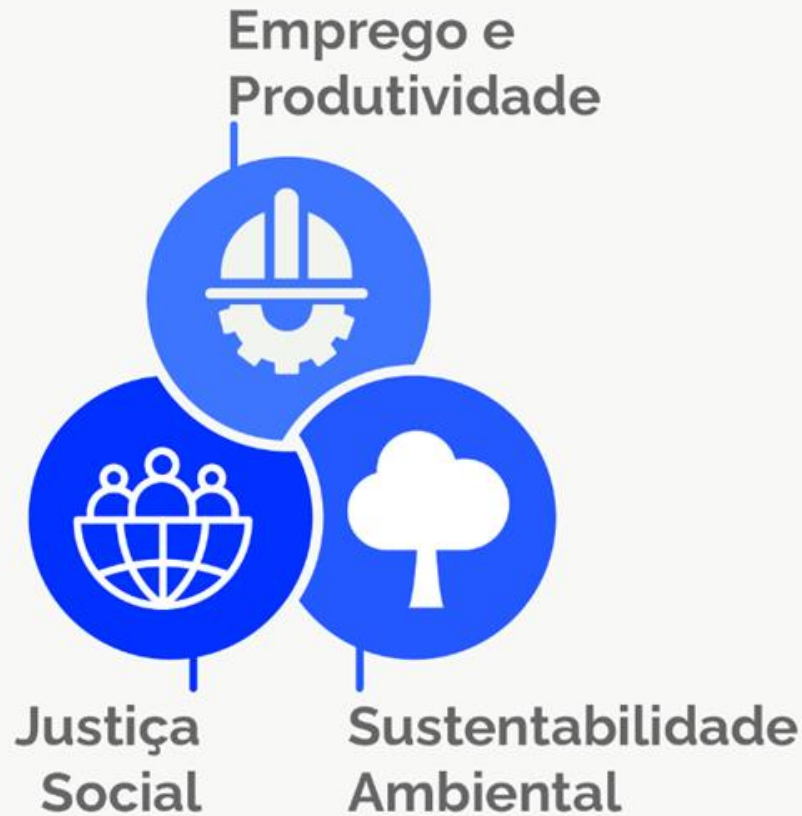 Emprego e
Produtividade
Justiça
Social
Sustentabilidade
Ambiental